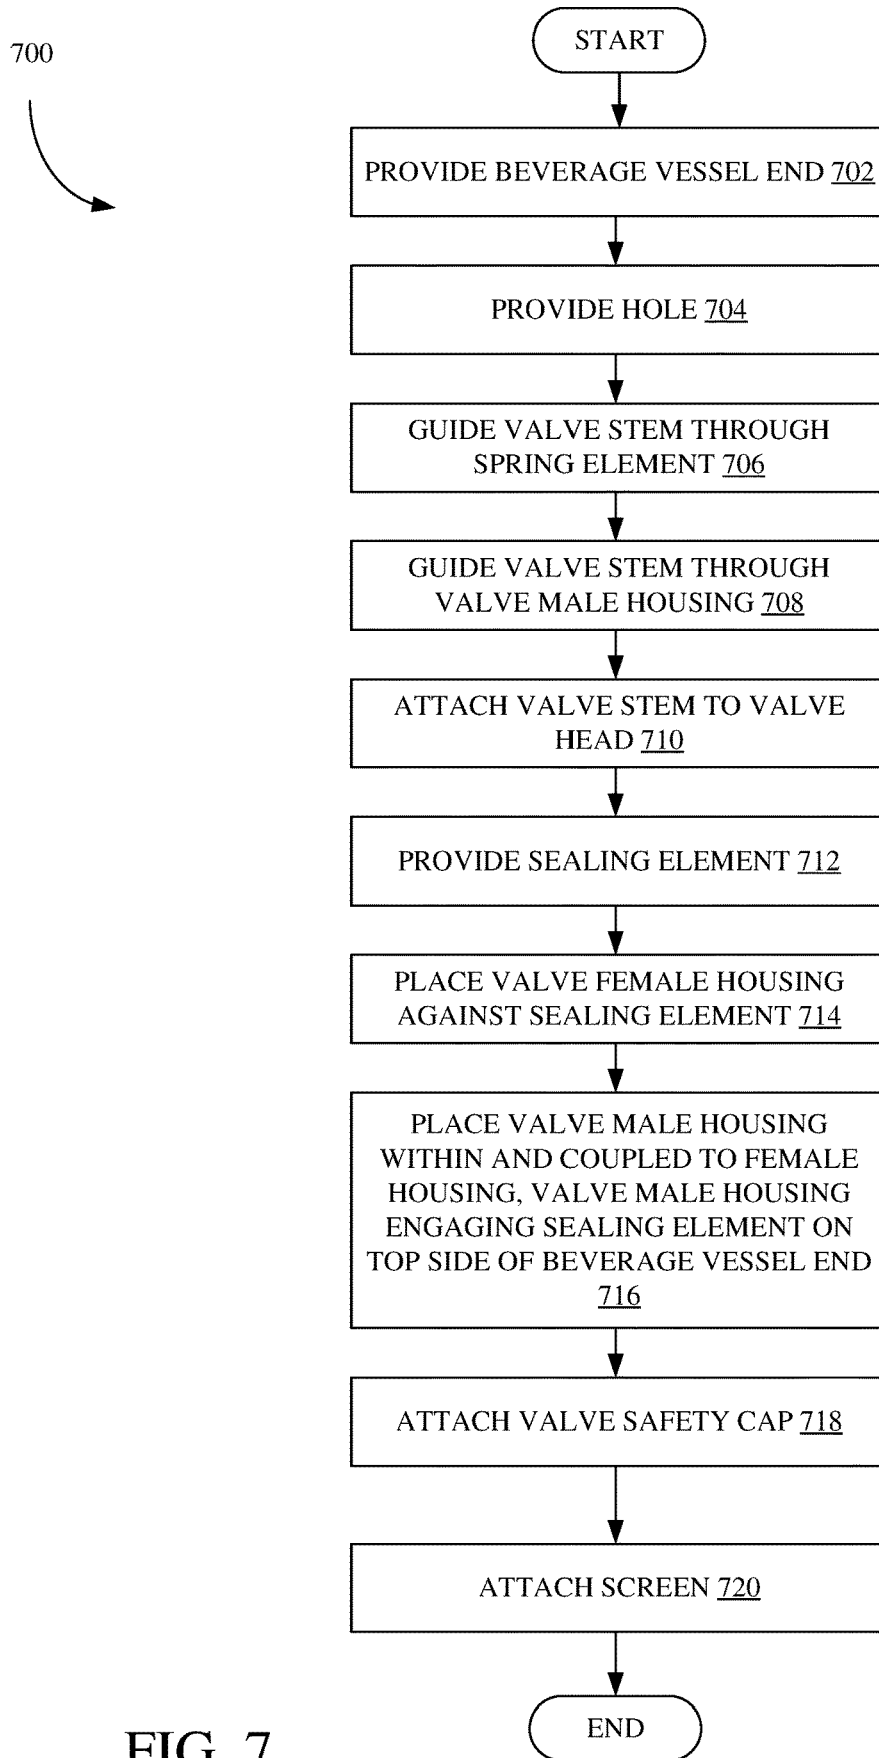 START
700
PROVIDE BEVERAGE VESSEL END 702
PROVIDE HOLE 704
GUIDE VALVE STEM THROUGH
SPRING ELEMENT 706
GUIDE VALVE STEM THROUGH
VALVE MALE HOUSING 708
ATTACH VALVE STEM TO VALVE
HEAD 710
PROVIDE SEALING ELEMENT 712
PLACE VALVE FEMALE HOUSING
AGAINST SEALING ELEMENT 714
PLACE VALVE MALE HOUSING
WITHIN AND COUPLED TO FEMALE
HOUSING, VALVE MALE HOUSING
ENGAGING SEALING ELEMENT ON
TOP SIDE OF BEVERAGE VESSEL END
716
ATTACH VALVE SAFETY CAP 718
ATTACH SCREEN 720
END
FIG. 7